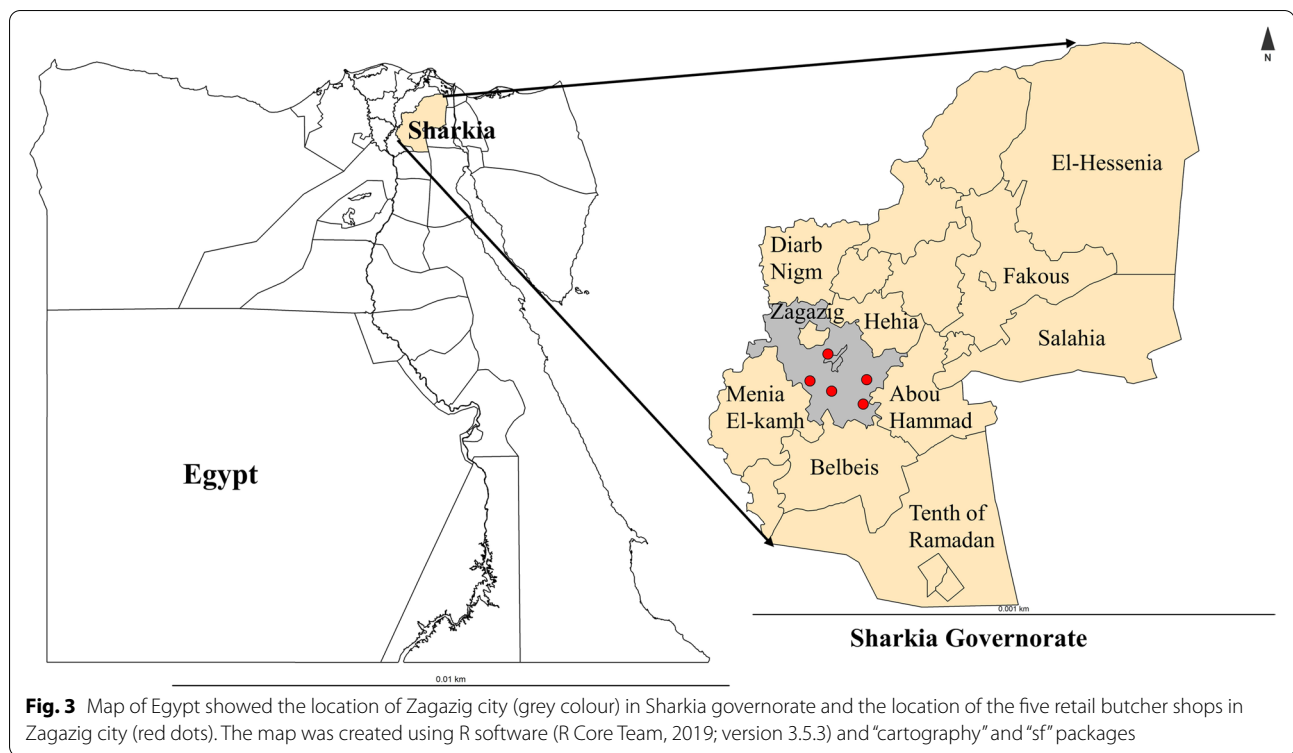 N
Sharkia
El-Hessenia
Diarb
Nigm
Fakous
Zagazig
Hehia
Salahia
Menia
El-kamh
Abou
Hammad
Belbeis
Egypt
Tenth of
Ramadan
0.001 km
Sharkia Governorate
0.01 km
Fig. 3 Map of Egypt showed the location of Zagazig city (grey colour) in Sharkia governorate and the location of the five retail butcher shops in
Zagazig city (red dots). The map was created using R software (R Core Team, 2019; version 3.5.3) and “cartography” and “sf” packages